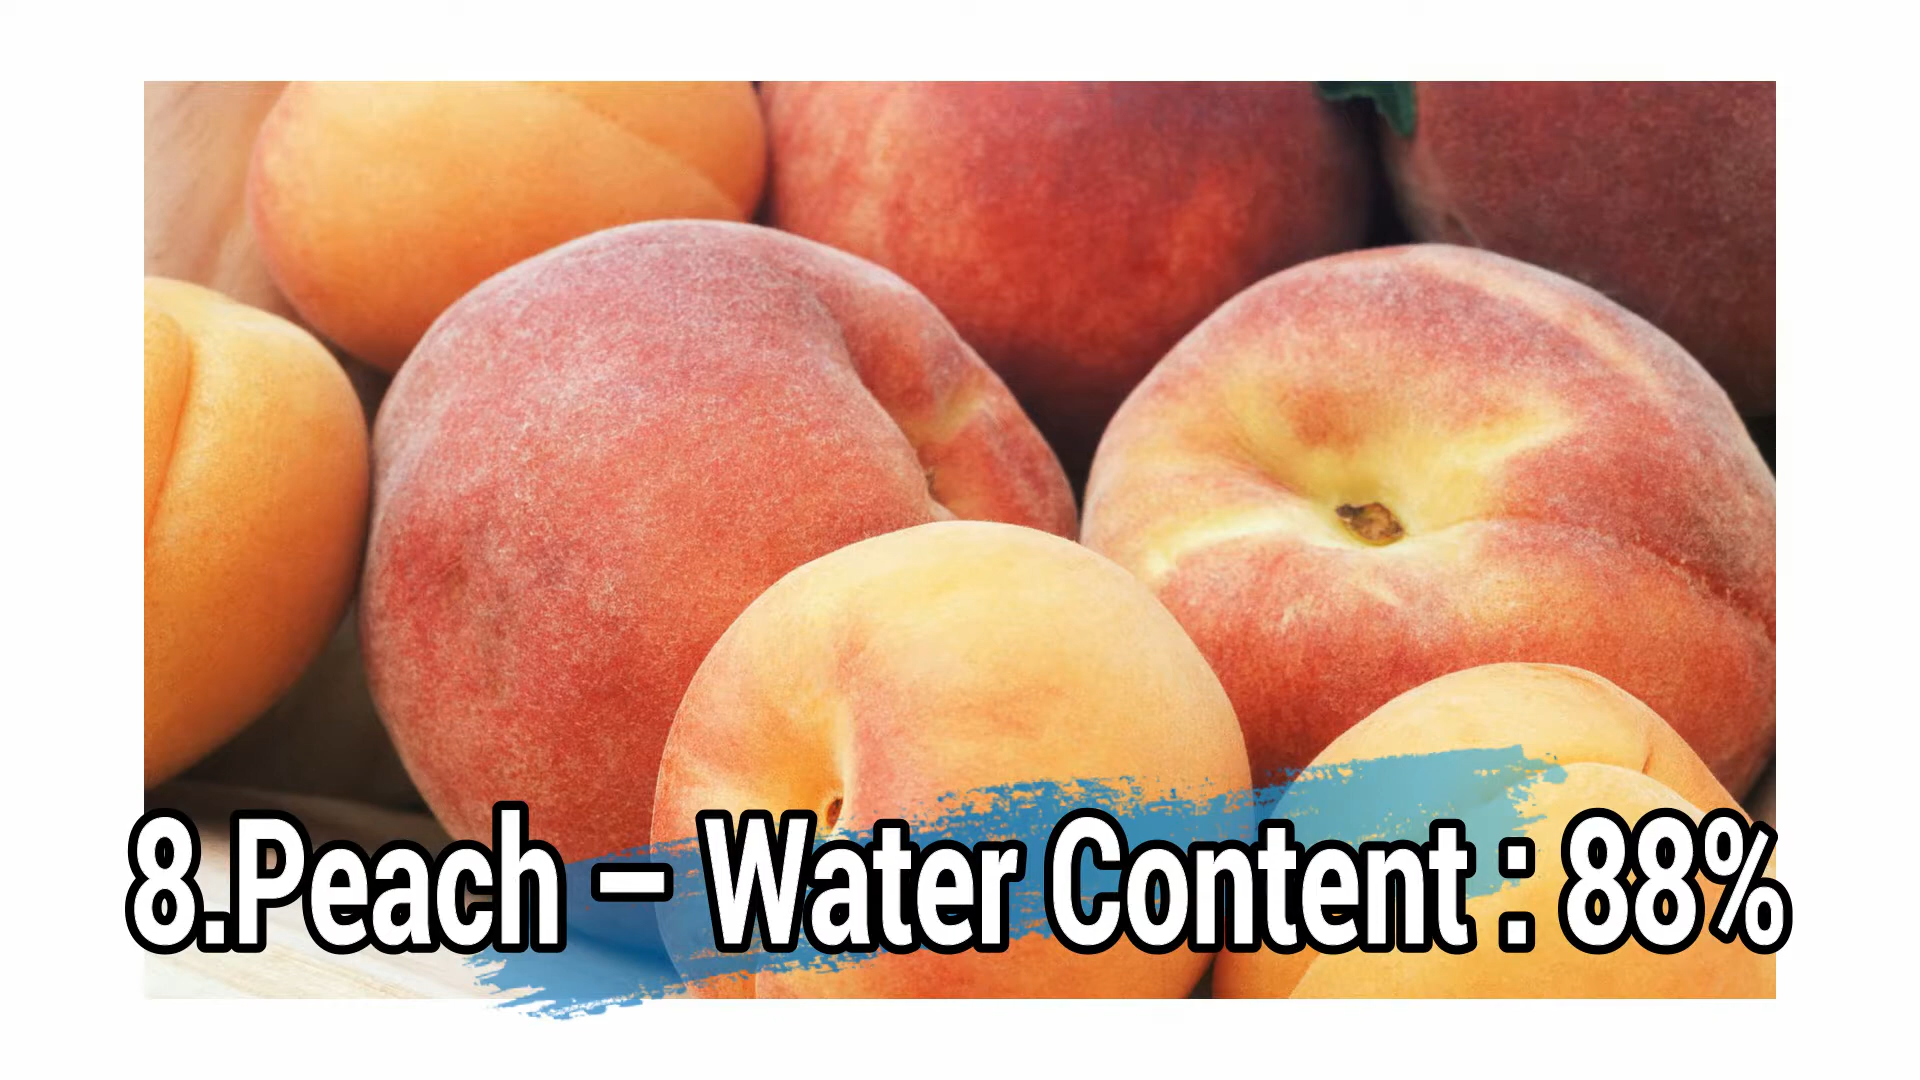 8.Peach – Water Content : 88%